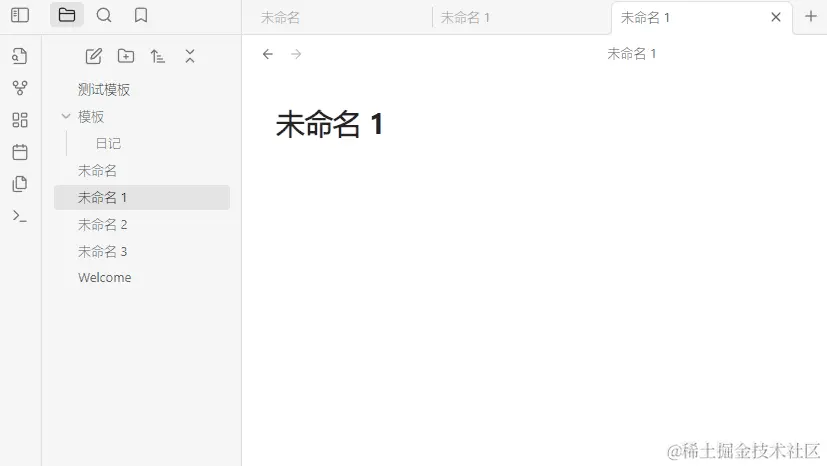 未命名
未命名 1
未命名 1
未命名 1
测试模板
模板
日记
未命名
未命名 1
未命名 2
未命名 3
Welcome
未命名 1
@稀土掘金技术社区